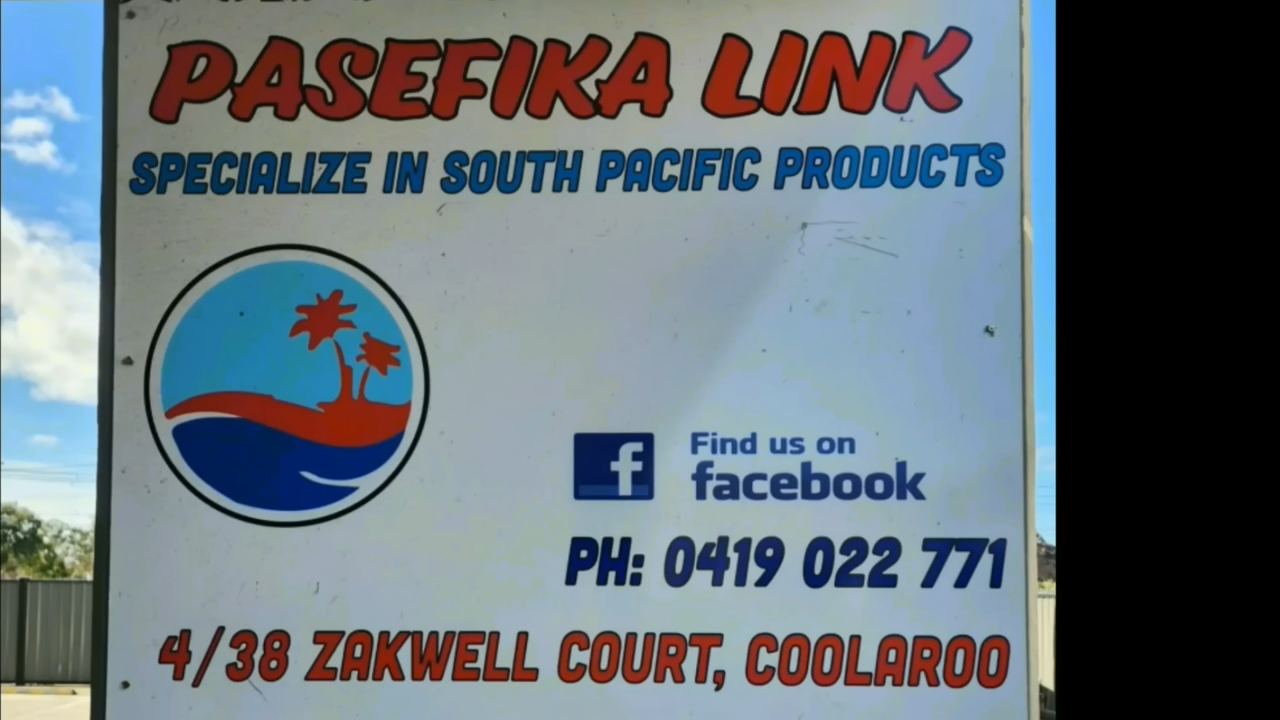 PASEFIKA LINK
SPECIALIZE IN SOUTH PACIFIC PRODUCTS
f Find us on
facebook
PH: 0419 022 771
4/38 ZAKWELL COURT, COOLAROO